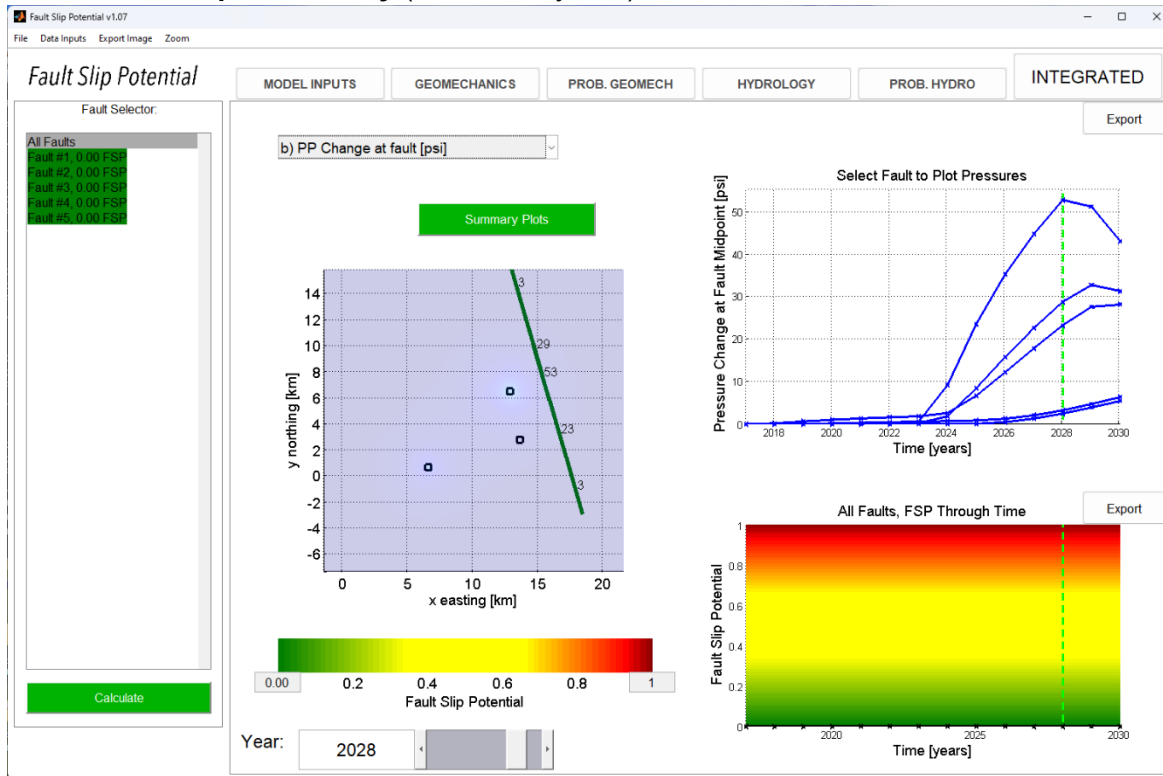 Fault Slip Potential v1.07
File Data Inputs Export Image Zoom
Fault Slip Potential
MODEL INPUTS GEOMECHANICS PROB. GEOMECH HYDROLOGY PROB. HYDRO INTEGRATED
Fault Selector:
All Faults
Fault #1, 0.00 FSP
Fault #2, 0.00 FSP
Fault #3, 0.00 FSP
Fault #4, 0.00 FSP
Fault #5, 0.00 FSP
Calculate
b) PP Change at fault [psi]
Summary Plots
14
12
10
8
6
4
2
0
-2
-4
-6
y northing [km]
3
29
53
23
3
0 5 10 15 20
x easting [km]
0.00 0.2 0.4 0.6 0.8 1
Fault Slip Potential
Year: 2028
Export
Select Fault to Plot Pressures
Pressure Change at Fault Midpoint [psi]
50
40
30
20
10
0
2018 2020 2022 2024 2026 2028 2030
Time [years]
Export
All Faults, FSP Through Time
Fault Slip Potential
1
0.8
0.6
0.4
0.2
0
2020 2025 2030
Time [years]